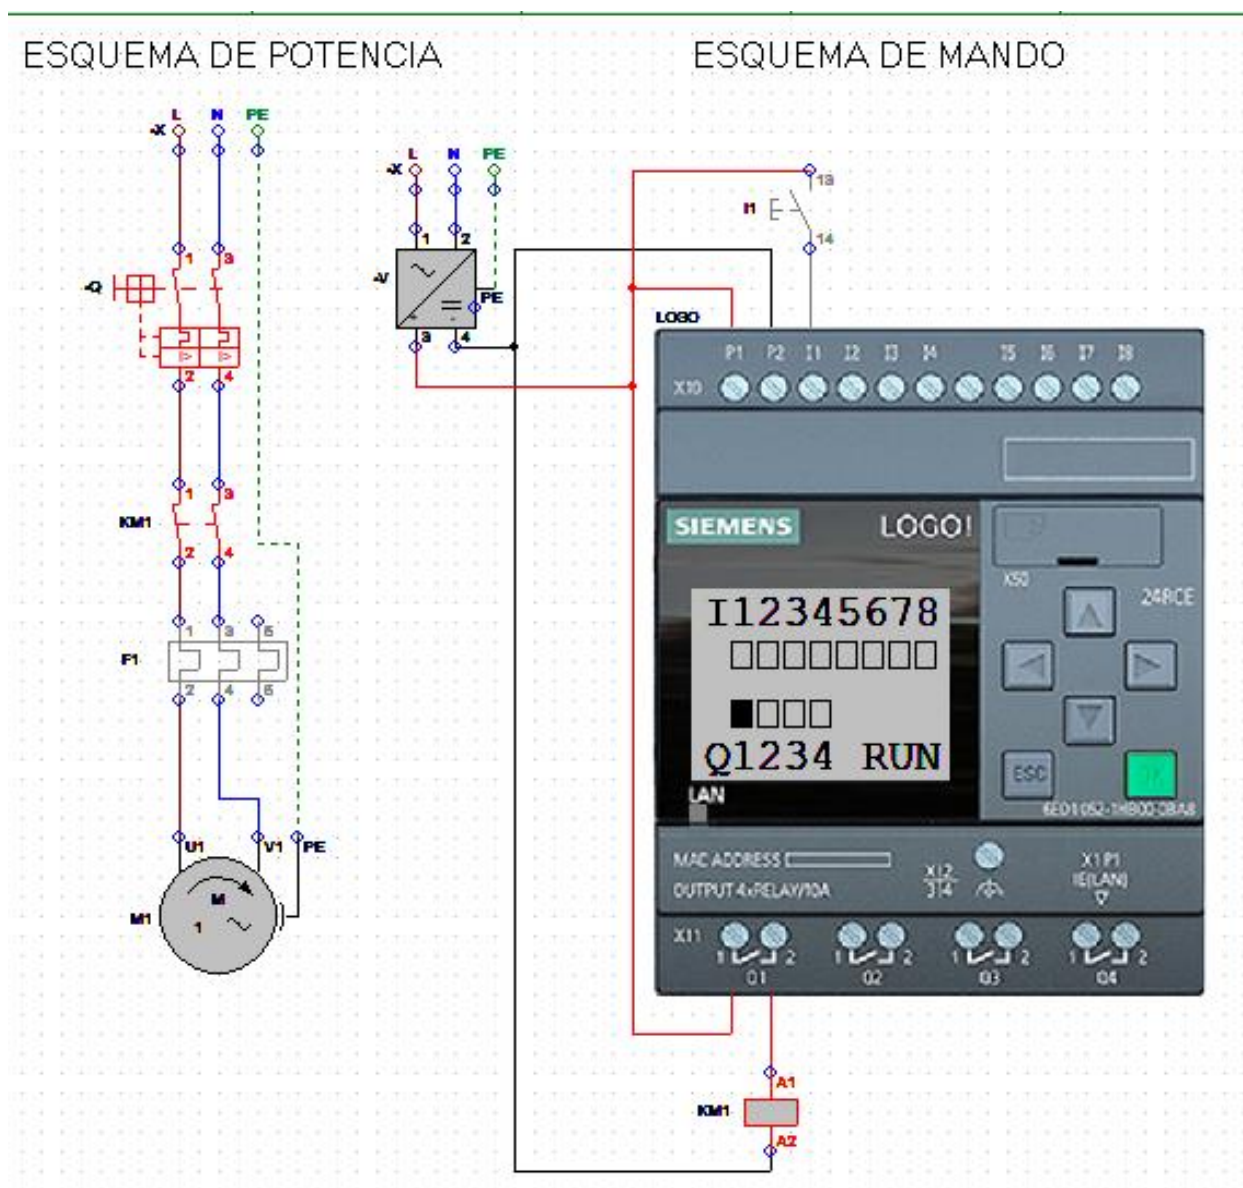 ESQUEMA DE POTENCIA
ESQUEMA DE MANDO
L N PE
-X
1 3
-Q
2 4
1 3
KM1
2 4
1 3 5
F1
2 4 6
U1 V1 PE
M
1
M1
L N PE
-X
1 2
-V
PE
3 4
13
I1
14
LOGO
P1 P2 I1 I2 I3 I4 I5 I6 I7 I8
X10
SIEMENS LOGO!
X50
24RCE
I12345678
Q1234 RUN
ESC OK
LAN
6ED1052-1HB00-0BA8
MAC ADDRESS
OUTPUT 4xRELAY/10A
X 1 2
3 4
X1 P1
IE(LAN)
X11
1 2 1 2 1 2 1 2
Q1 Q2 Q3 Q4
A1
KM1
A2